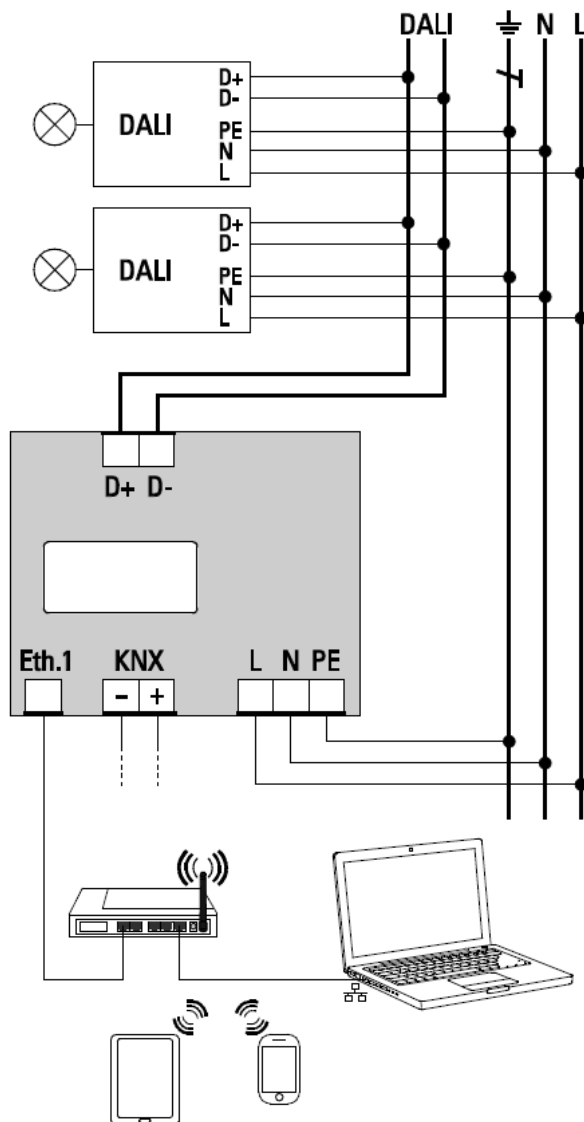 DALI N L
D+
D-
DALI PE
N
L
D+
D-
DALI PE
N
L
D+ D-
Eth.1 KNX L N PE
- +